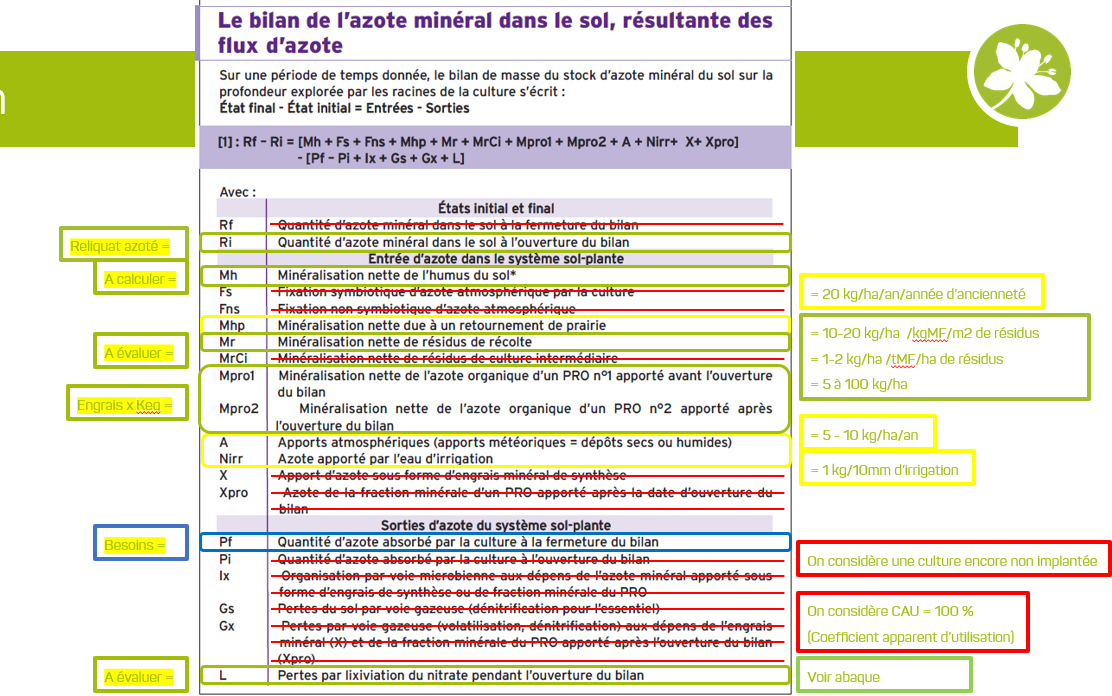 n
Le bilan de l'azote minéral dans le sol, résultante des
flux d'azote
Sur une période de temps donnée, le bilan de masse du stock d'azote minéral du sol sur la
profondeur explorée par les racines de la culture s'écrit :
État final - État initial = Entrées - Sorties
[1] : Rf – Ri = [Mh + Fs + Fns + Mhp + Mr + MrCi + Mpro1 + Mpro2 + A + Nirr+ X+ Xpro]
- [Pf – Pi + Ix + Gs + Gx + L]
Avec :
États initial et final
Rf Quantité d'azote minéral dans le sol à la fermeture du bilan
Reliquat azoté =
Ri Quantité d'azote minéral dans le sol à l'ouverture du bilan
Entrée d'azote dans le système sol-plante
A calculer =
Mh Minéralisation nette de l'humus du sol*
Fs Fixation symbiotique d'azote atmosphérique par la culture
Fns Fixation non symbiotique d'azote atmosphérique
Mhp Minéralisation nette due à un retournement de prairie
= 20 kg/ha/an/année d'ancienneté
A évaluer =
Mr Minéralisation nette de résidus de récolte
= 10-20 kg/ha /kgMF/m2 de résidus
= 1-2 kg/ha /tMF/ha de résidus
= 5 à 100 kg/ha
MrCi Minéralisation nette de résidus de culture intermédiaire
Engrais x Keg =
Mpro1 Minéralisation nette de l'azote organique d'un PRO n°1 apporté avant l'ouverture
du bilan
Mpro2 Minéralisation nette de l'azote organique d'un PRO n°2 apporté après
l'ouverture du bilan
A Apports atmosphériques (apports météoriques = dépôts secs ou humides)
= 5 - 10 kg/ha/an
Nirr Azote apporté par l'eau d'irrigation
= 1 kg/10mm d'irrigation
X Apport d'azote sous forme d'engrais minéral de synthèse
Xpro Azote de la fraction minérale d'un PRO apporté après la date d'ouverture du
bilan
Sorties d'azote du système sol-plante
Besoins =
Pf Quantité d'azote absorbé par la culture à la fermeture du bilan
Pi Quantité d'azote absorbé par la culture à l'ouverture du bilan
On considère une culture encore non implantée
Ix Organisation par voie microbienne aux dépens de l'azote minéral apporté sous
forme d'engrais de synthèse ou de fraction minérale du PRO
Gs Pertes du sol par voie gazeuse (dénitrification pour l'essentiel)
Gx Pertes par voie gazeuse (volatilisation, dénitrification) aux dépens de l'engrais
minéral (X) et de la fraction minérale du PRO apporté après l'ouverture du bilan
(Xpro)
On considère CAU = 100 %
(Coefficient apparent d'utilisation)
A évaluer =
L Pertes par lixiviation du nitrate pendant l'ouverture du bilan
Voir abaque